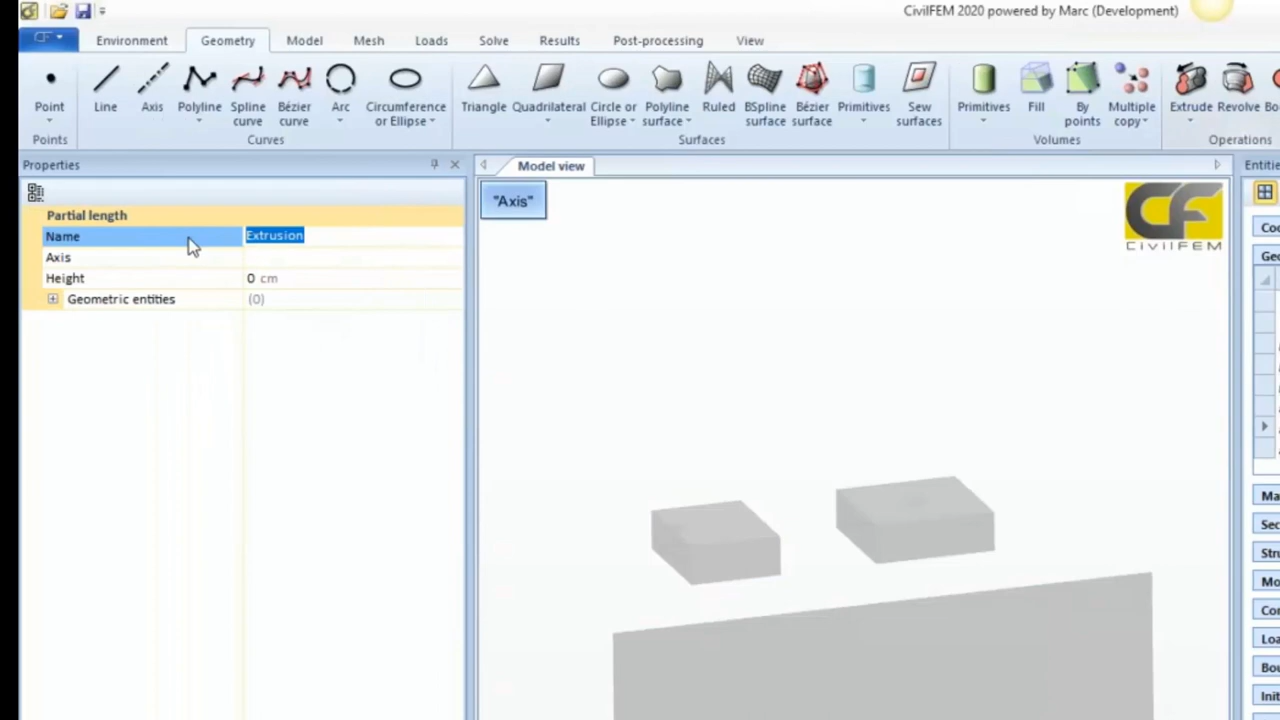 CivilFEM 2020 powered by Marc (Development)
CF
Environment Geometry Model Mesh Loads Solve Results Post-processing View
Point Line Axis Polyline Spline curve Bézier curve Arc Circumference or Ellipse Triangle Quadrilateral Circle or Ellipse Polyline surface Ruled BSpline surface Bézier surface Primitives Sew surfaces Primitives Fill By points Multiple copy Extrude Revolve
Points Curves Surfaces Volumes Operations
Properties Model view
"Axis"
Partial length
Name Extrusion
Axis
Height 0 cm
Geometric entities (0)
CF
CIVILFEM